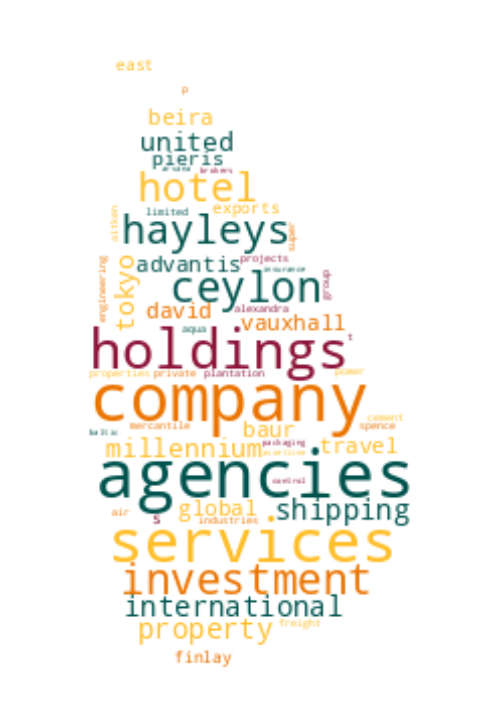 east
p
beira
united
pieris
brokers
hotel
aitken
limited
exports
hayleys
super
advantis
projects
engineering
tokyo
ceylon
insurance
group
david
alexandra
aqua
vauxhall
holdings
t
properties private plantation
power
company
cement
mercantile
spence
baltic
baur
millennium
packaging
travel
agencies
control
air
s
global
shipping
industries
services
investment
international
property
freight
finlay